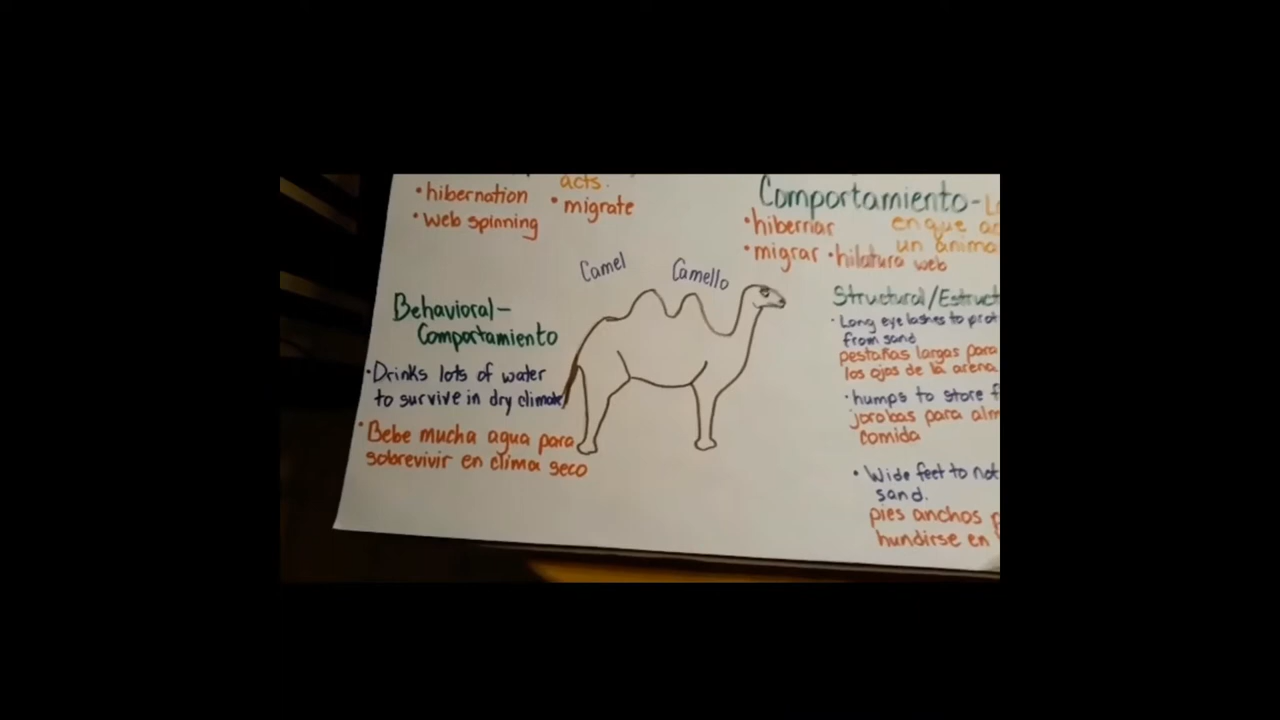 acts.
• hibernation
• migrate
• web spinning
Comportamiento-
• hibernar
en que
• migrar
• hilatura web
un
Camel
Camello
Behavioral-
Comportamiento
• Drinks lots of water
to survive in dry climate
• Bebe mucha agua para
sobrevivir en clima seco
Structural/
• Long eye lashes to
from sand
pestañas largas para
los ojos de la arena
• humps to store
jorobas para
comida
• Wide feet to not
sand.
pies anchos
hundirse en